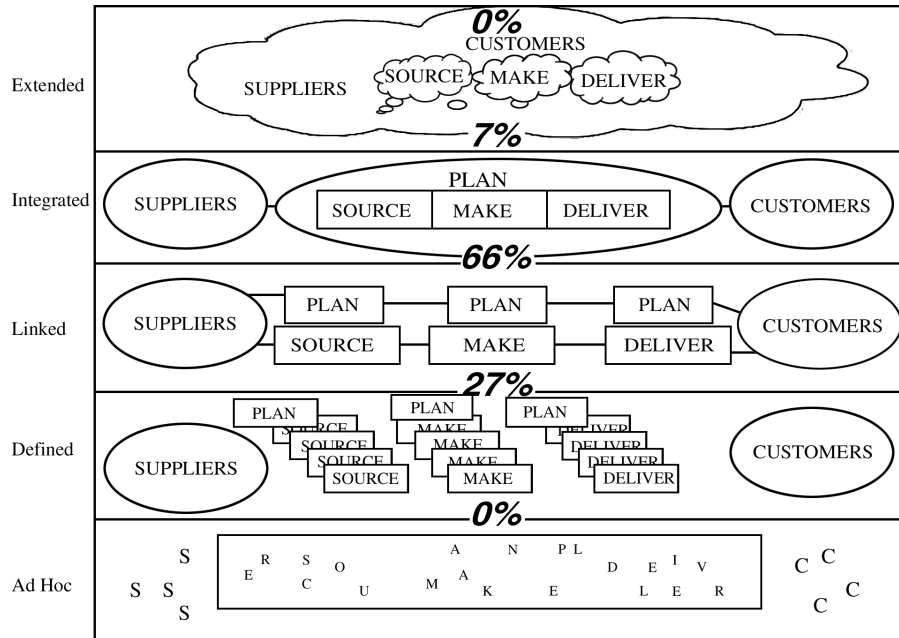 0%
CUSTOMERS
Extended
SUPPLIERS
SOURCE
MAKE
DELIVER
7%
Integrated
SUPPLIERS
PLAN
SOURCE
MAKE
DELIVER
CUSTOMERS
66%
Linked
SUPPLIERS
PLAN
PLAN
PLAN
SOURCE
MAKE
DELIVER
CUSTOMERS
27%
Defined
SUPPLIERS
PLAN
SOURCE
SOURCE
SOURCE
SOURCE
PLAN
MAKE
MAKE
MAKE
MAKE
PLAN
DELIVER
DELIVER
DELIVER
DELIVER
CUSTOMERS
0%
Ad Hoc
S
S S
S
E R S O
C U
A N P L
M A K E
D E I V
L E R
C C
C
C